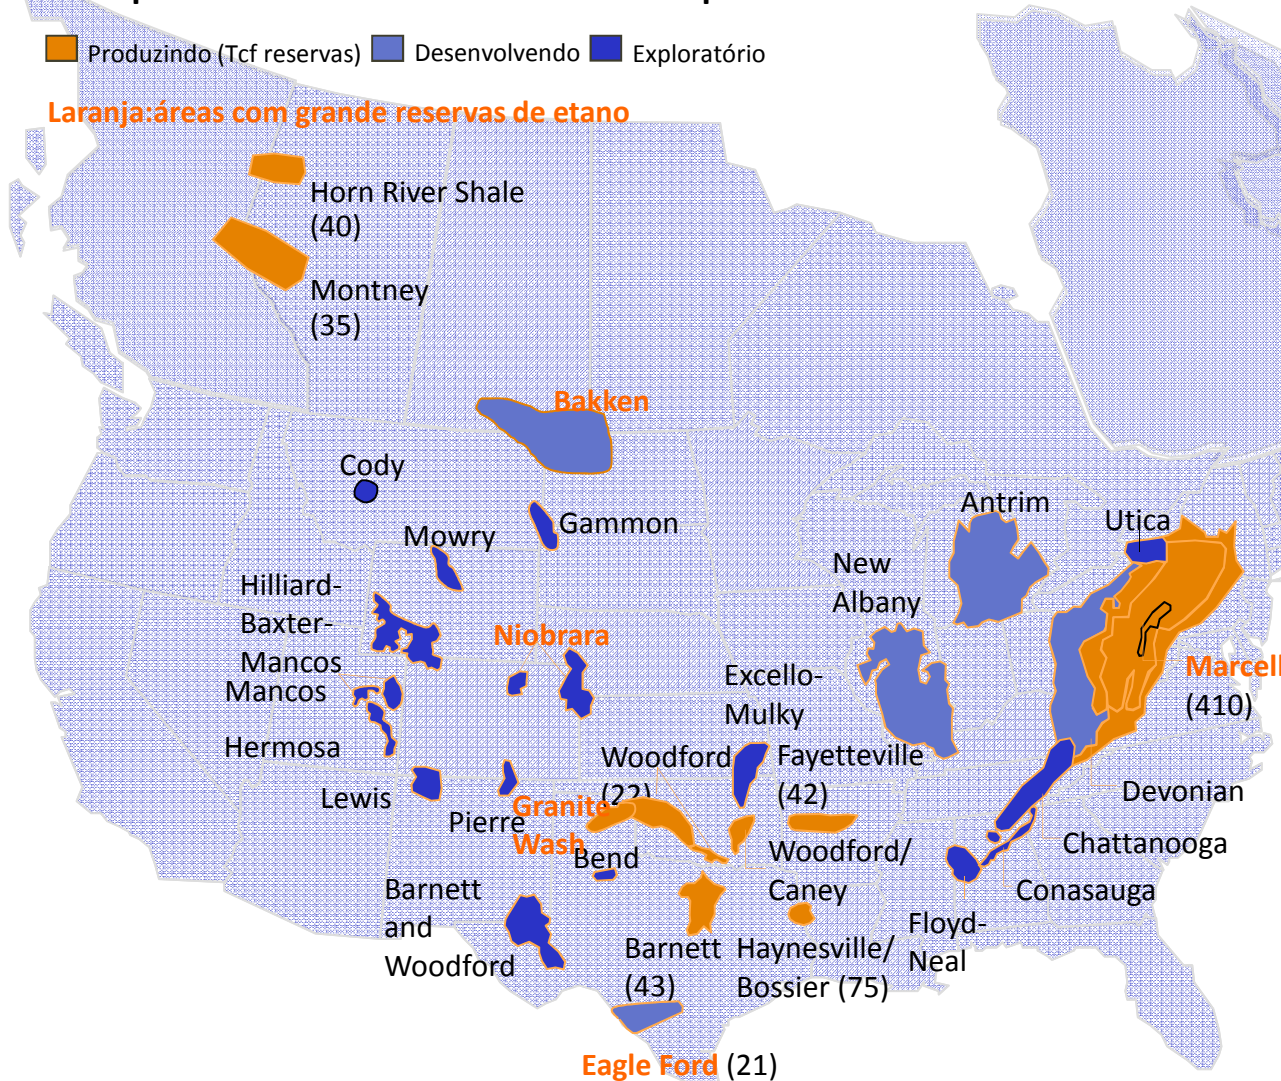 Produzindo (Tcf reservas) Desenvolvendo Exploratório
Laranja:áreas com grande reservas de etano
Horn River Shale
(40)
Montney
(35)
Bakken
Cody
Gammon
Mowry
Antrim
Utica
New
Albany
Hilliard-
Baxter-
Mancos
Mancos
Hermosa
Niobrara
Excello-
Mulky
Marcell
(410)
Woodford
(22)
Fayetteville
(42)
Lewis
Pierre
Granite
Wash
Bend
Woodford/
Caney
Devonian
Chattanooga
Conasauga
Floyd-
Neal
Barnett
and
Woodford
Barnett
(43)
Haynesville/
Bossier (75)
Eagle Ford (21)